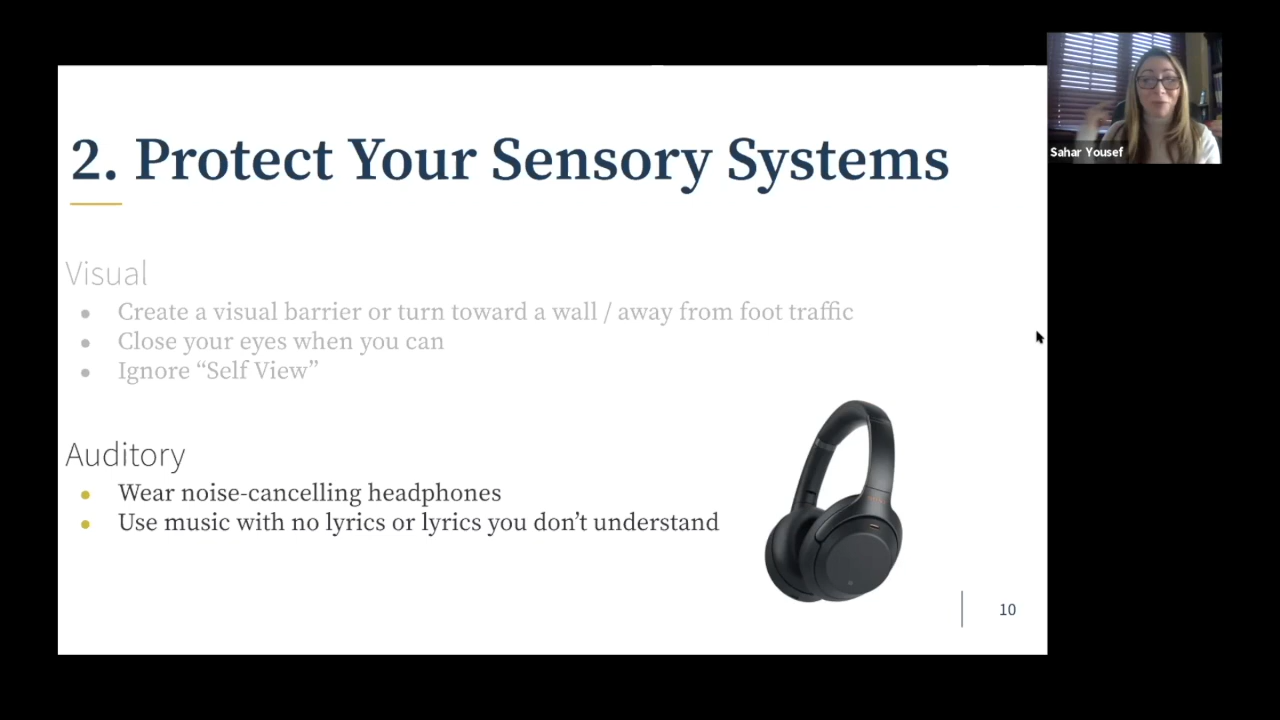 Sahar Yousef
2. Protect Your Sensory Systems
Visual
● Create a visual barrier or turn toward a wall / away from foot traffic
● Close your eyes when you can
● Ignore “Self View”
Auditory
● Wear noise-cancelling headphones
● Use music with no lyrics or lyrics you don’t understand
10